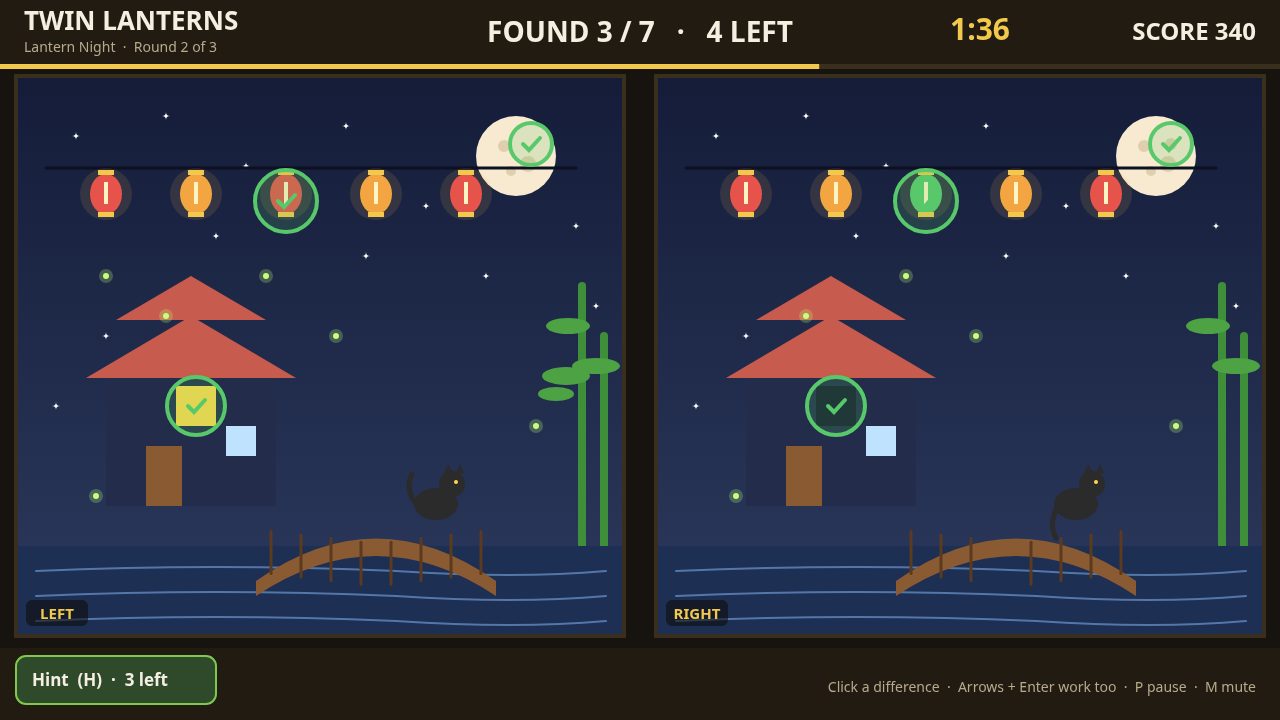 TWIN LANTERNS
Lantern Night · Round 2 of 3
FOUND 3 / 7 · 4 LEFT
1:36
SCORE 340
LEFT
RIGHT
Hint (H) · 3 left
Click a difference · Arrows + Enter work too · P pause · M mute